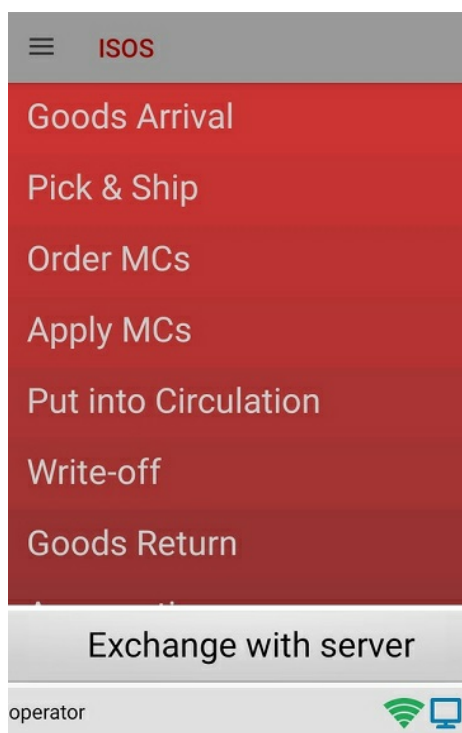 ISOS
Goods Arrival
Pick & Ship
Order MCs
Apply MCs
Put into Circulation
Write-off
Goods Return
Exchange with server
operator